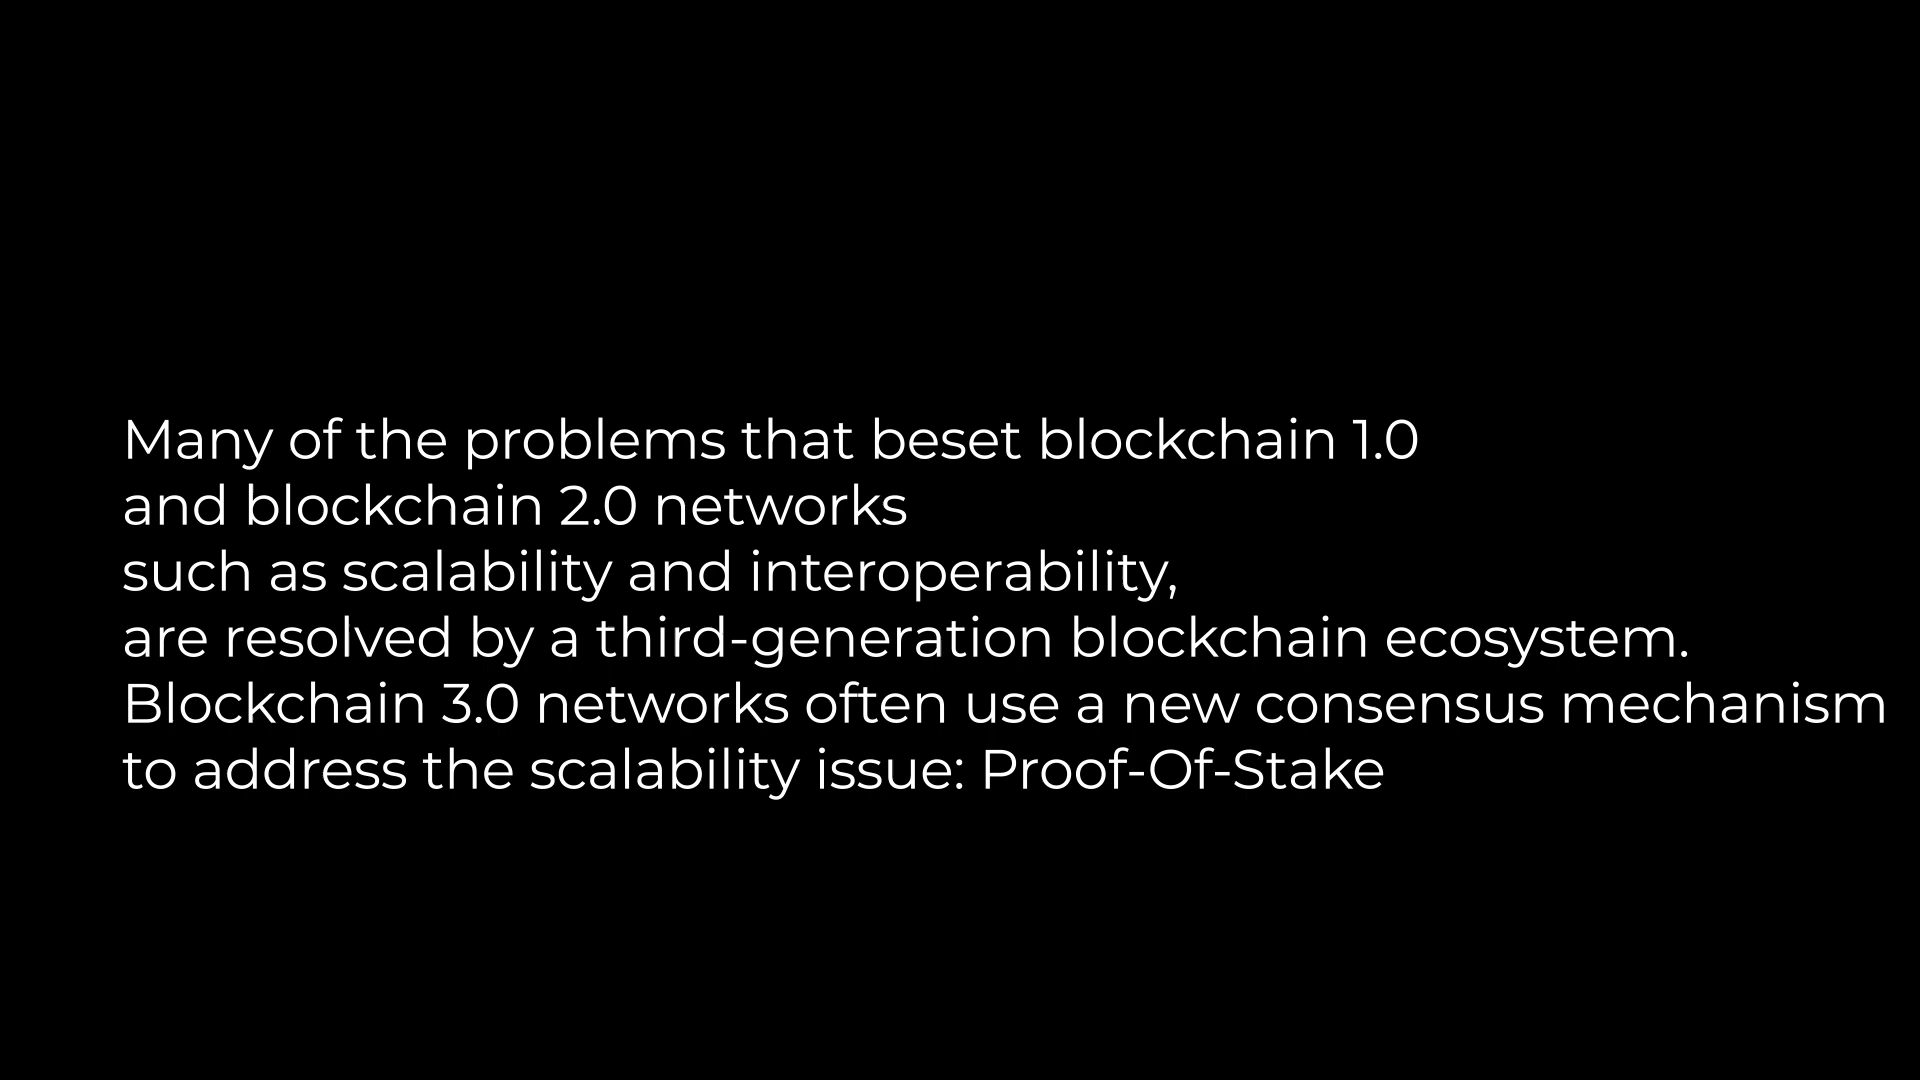 Many of the problems that beset blockchain 1.0
and blockchain 2.0 networks
such as scalability and interoperability,
are resolved by a third-generation blockchain ecosystem.
Blockchain 3.0 networks often use a new consensus mechanism
to address the scalability issue: Proof-Of-Stake